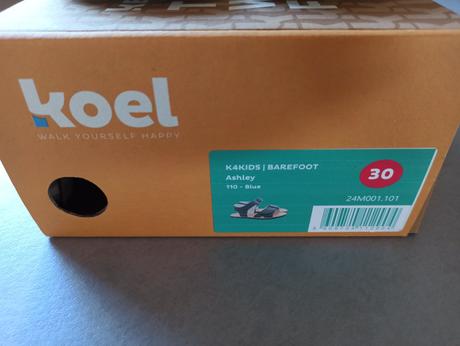 koel
WALK YOURSELF HAPPY
K4KIDS | BAREFOOT
Ashley
110 - Blue
30
24M001.101